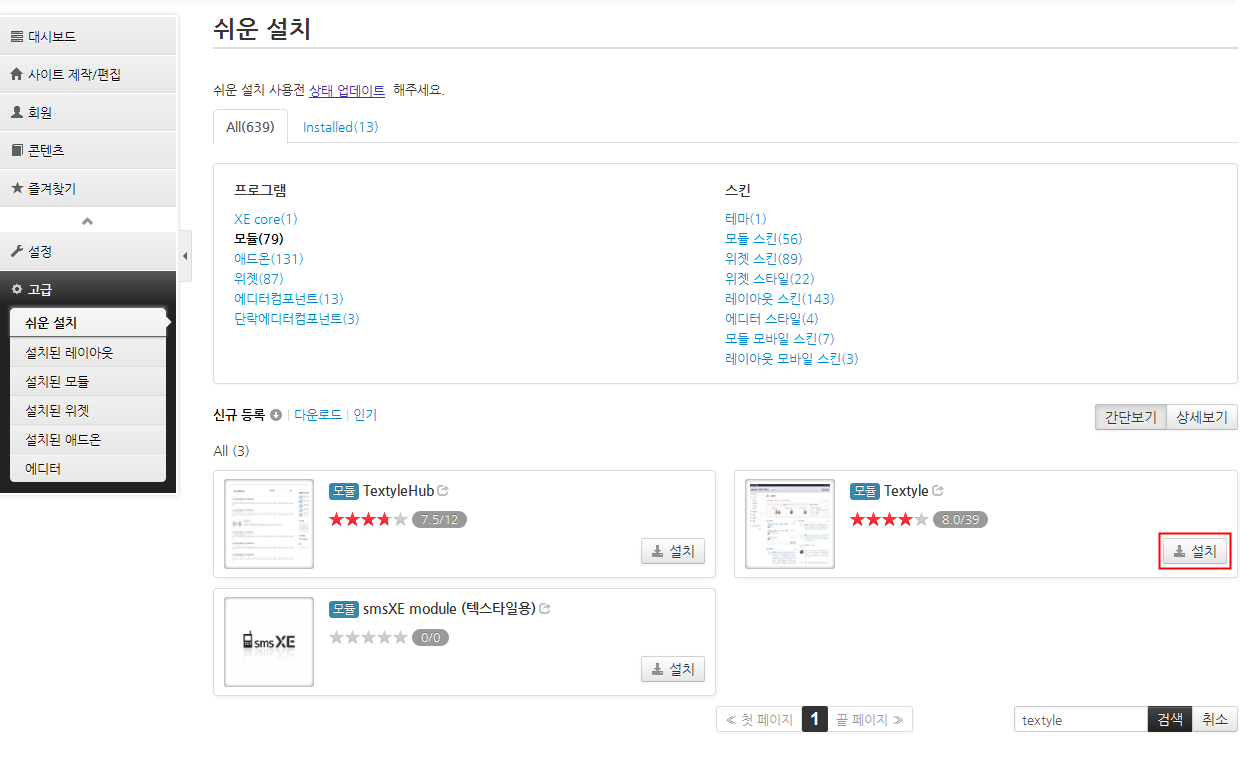 쉬운 설치
대시보드
사이트 제작/편집
회원
콘텐츠
즐겨찾기
설정
고급
쉬운 설치
설치된 레이아웃
설치된 모듈
설치된 위젯
설치된 애드온
에디터
쉬운 설치 사용전 상태 업데이트 해주세요.
All(639) Installed(13)
프로그램
XE core(1)
모듈(79)
애드온(131)
위젯(87)
에디터컴포넌트(13)
단락에디터컴포넌트(3)
스킨
테마(1)
모듈 스킨(56)
위젯 스킨(89)
위젯 스타일(22)
레이아웃 스킨(143)
에디터 스타일(4)
모듈 모바일 스킨(7)
레이아웃 모바일 스킨(3)
신규 등록 | 다운로드 | 인기
간단보기 상세보기
All (3)
모듈 TextyleHub
7.5/12
설치
모듈 Textyle
8.0/39
설치
smsXE
모듈 smsXE module (텍스타일용)
0/0
설치
≪ 첫 페이지 1 끝 페이지 ≫
textyle 검색 취소